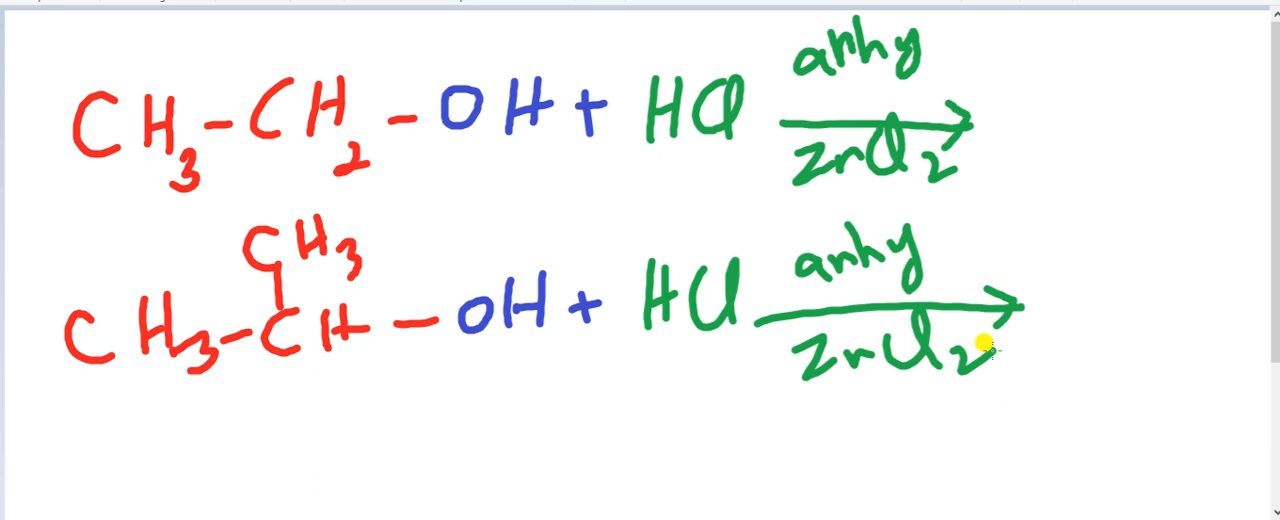 anhy
CH3-CH2-OH + HCl
ZnCl2
CH3
anhy
CH3-CH-OH + HCl
ZnCl2